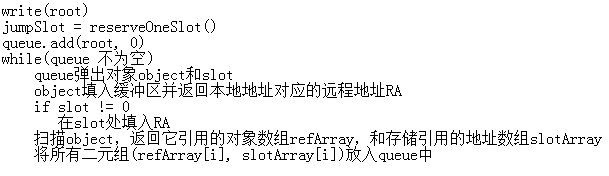 write(root)
jumpSlot = reserveOneSlot()
queue.add(root, 0)
while(queue 不为空)
    queue弹出对象object和slot
    object填入缓冲区并返回本地地址对应的远程地址RA
    if slot != 0
        在slot处填入RA
    扫描object，返回它引用的对象数组refArray，和存储引用的地址数组slotArray
    将所有二元组(refArray[i], slotArray[i])放入queue中